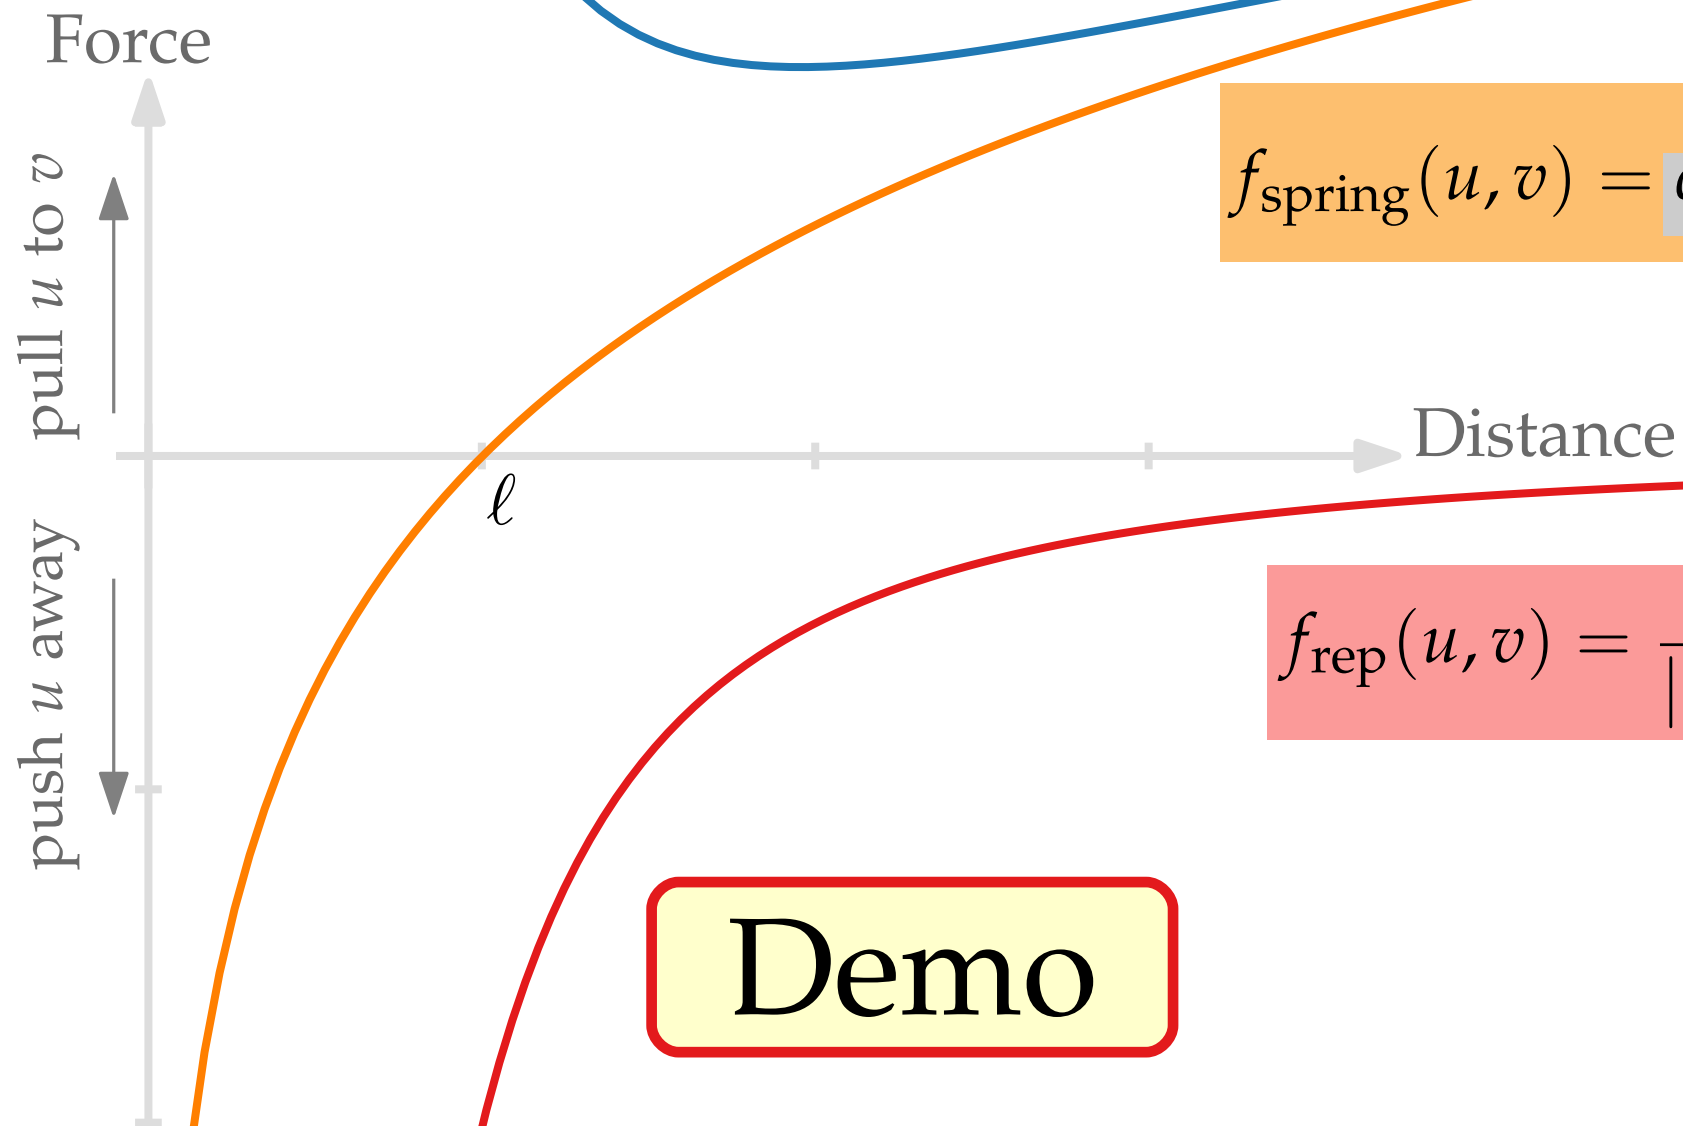 Force
pull u to v
f_spring(u, v) =
Distance
ℓ
push u away
f_rep(u, v) =
Demo